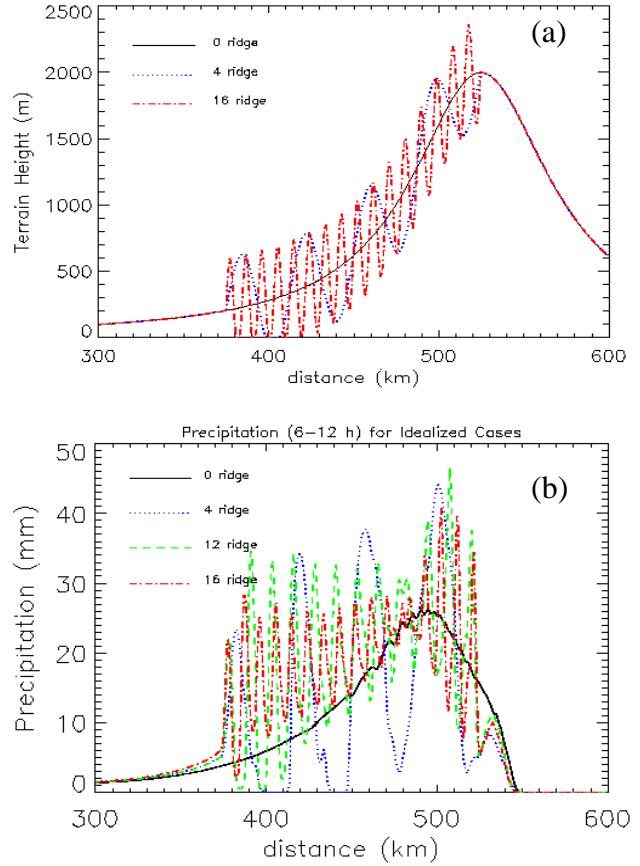 (a)
0 ridge
4 ridge
16 ridge
Terrain Height (m)
2500
2000
1500
1000
500
0
300 400 500 600
distance (km)
Precipitation (6-12 h) for Idealized Cases
(b)
0 ridge
4 ridge
12 ridge
16 ridge
Precipitation (mm)
50
40
30
20
10
0
300 400 500 600
distance (km)